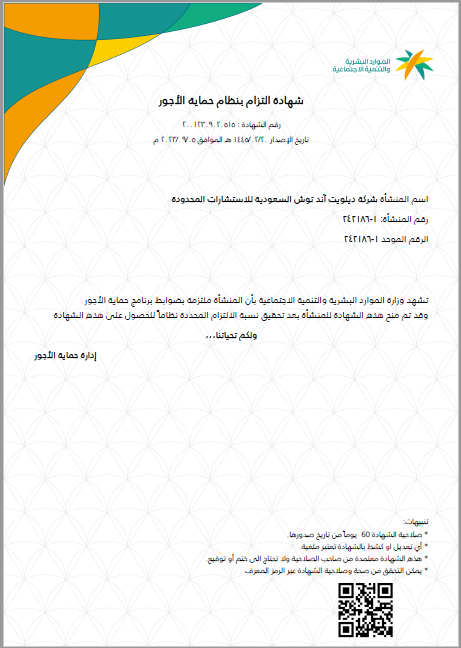 الموارد البشرية
والتنمية الاجتماعية
شهادة التزام بنظام حماية الأجور
رقم الشهادة : ٢٠٠١٢٣٠٩٠٢٠٥١٥
تاريخ الإصدار ١٤٤٥/٠٢/٢٠ هـ الموافق ٢٠٢٣/٠٩/٠٥ م
اسم المنشأة شركة ديلويت آند توش السعودية للاستشارات المحدودة
رقم المنشأة: ١-٢٤٢١٨٦
الرقم الموحد ١-٢٤٢١٨٦
تشهد وزارة الموارد البشرية والتنمية الاجتماعية بأن المنشأة ملتزمة بضوابط برنامج حماية الأجور
وقد تم منح هذه الشهادة للمنشأة بعد تحقيق نسبة الالتزام المحددة نظاماً للحصول على هذه الشهادة
ولكم تحياتنا،،،
إدارة حماية الأجور
تنبيهات:
* صلاحية الشهادة 60 يوماً من تاريخ صدورها.
* أي تعديل او كشط بالشهادة تعتبر ملغية.
* هذه الشهادة معتمدة من صاحب الصلاحية ولا تحتاج الى ختم أو توقيع.
* يمكن التحقق من صحة وصلاحية الشهادة عبر الرمز المعرف